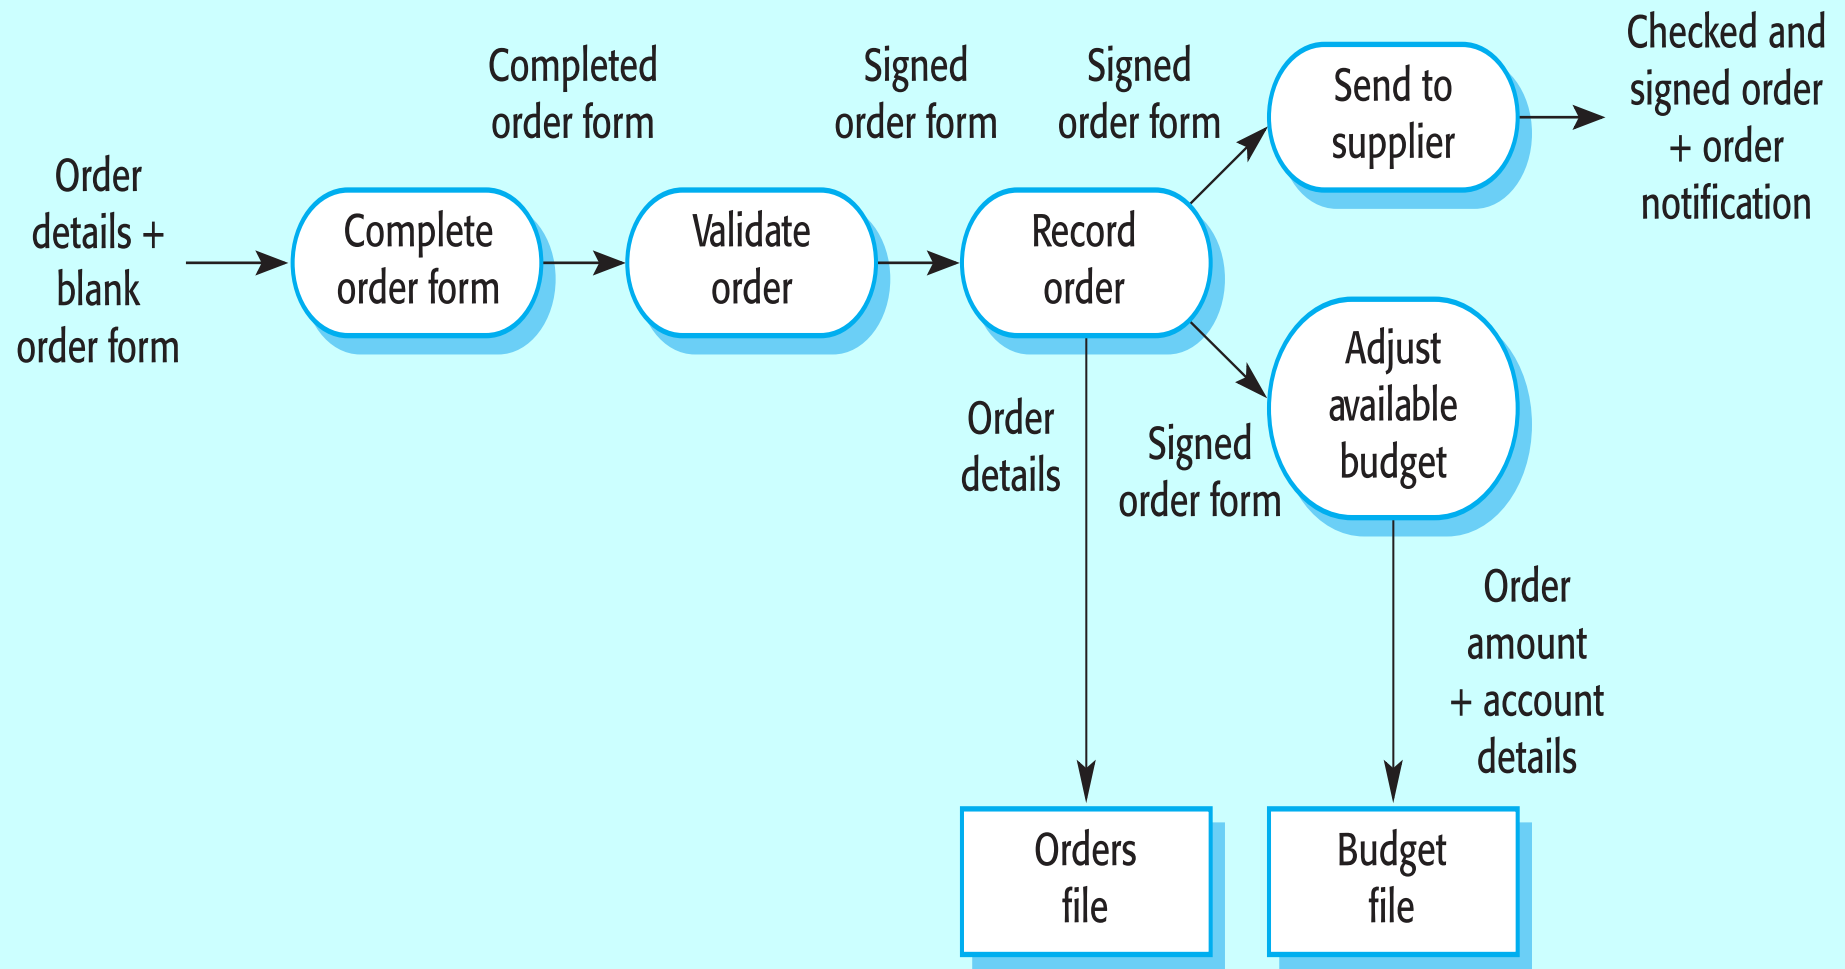 Order
details +
blank
order form
Complete
order form
Completed
order form
Validate
order
Signed
order form
Record
order
Signed
order form
Send to
supplier
Checked and
signed order
+ order
notification
Order
details
Signed
order form
Adjust
available
budget
Order
amount
+ account
details
Orders
file
Budget
file